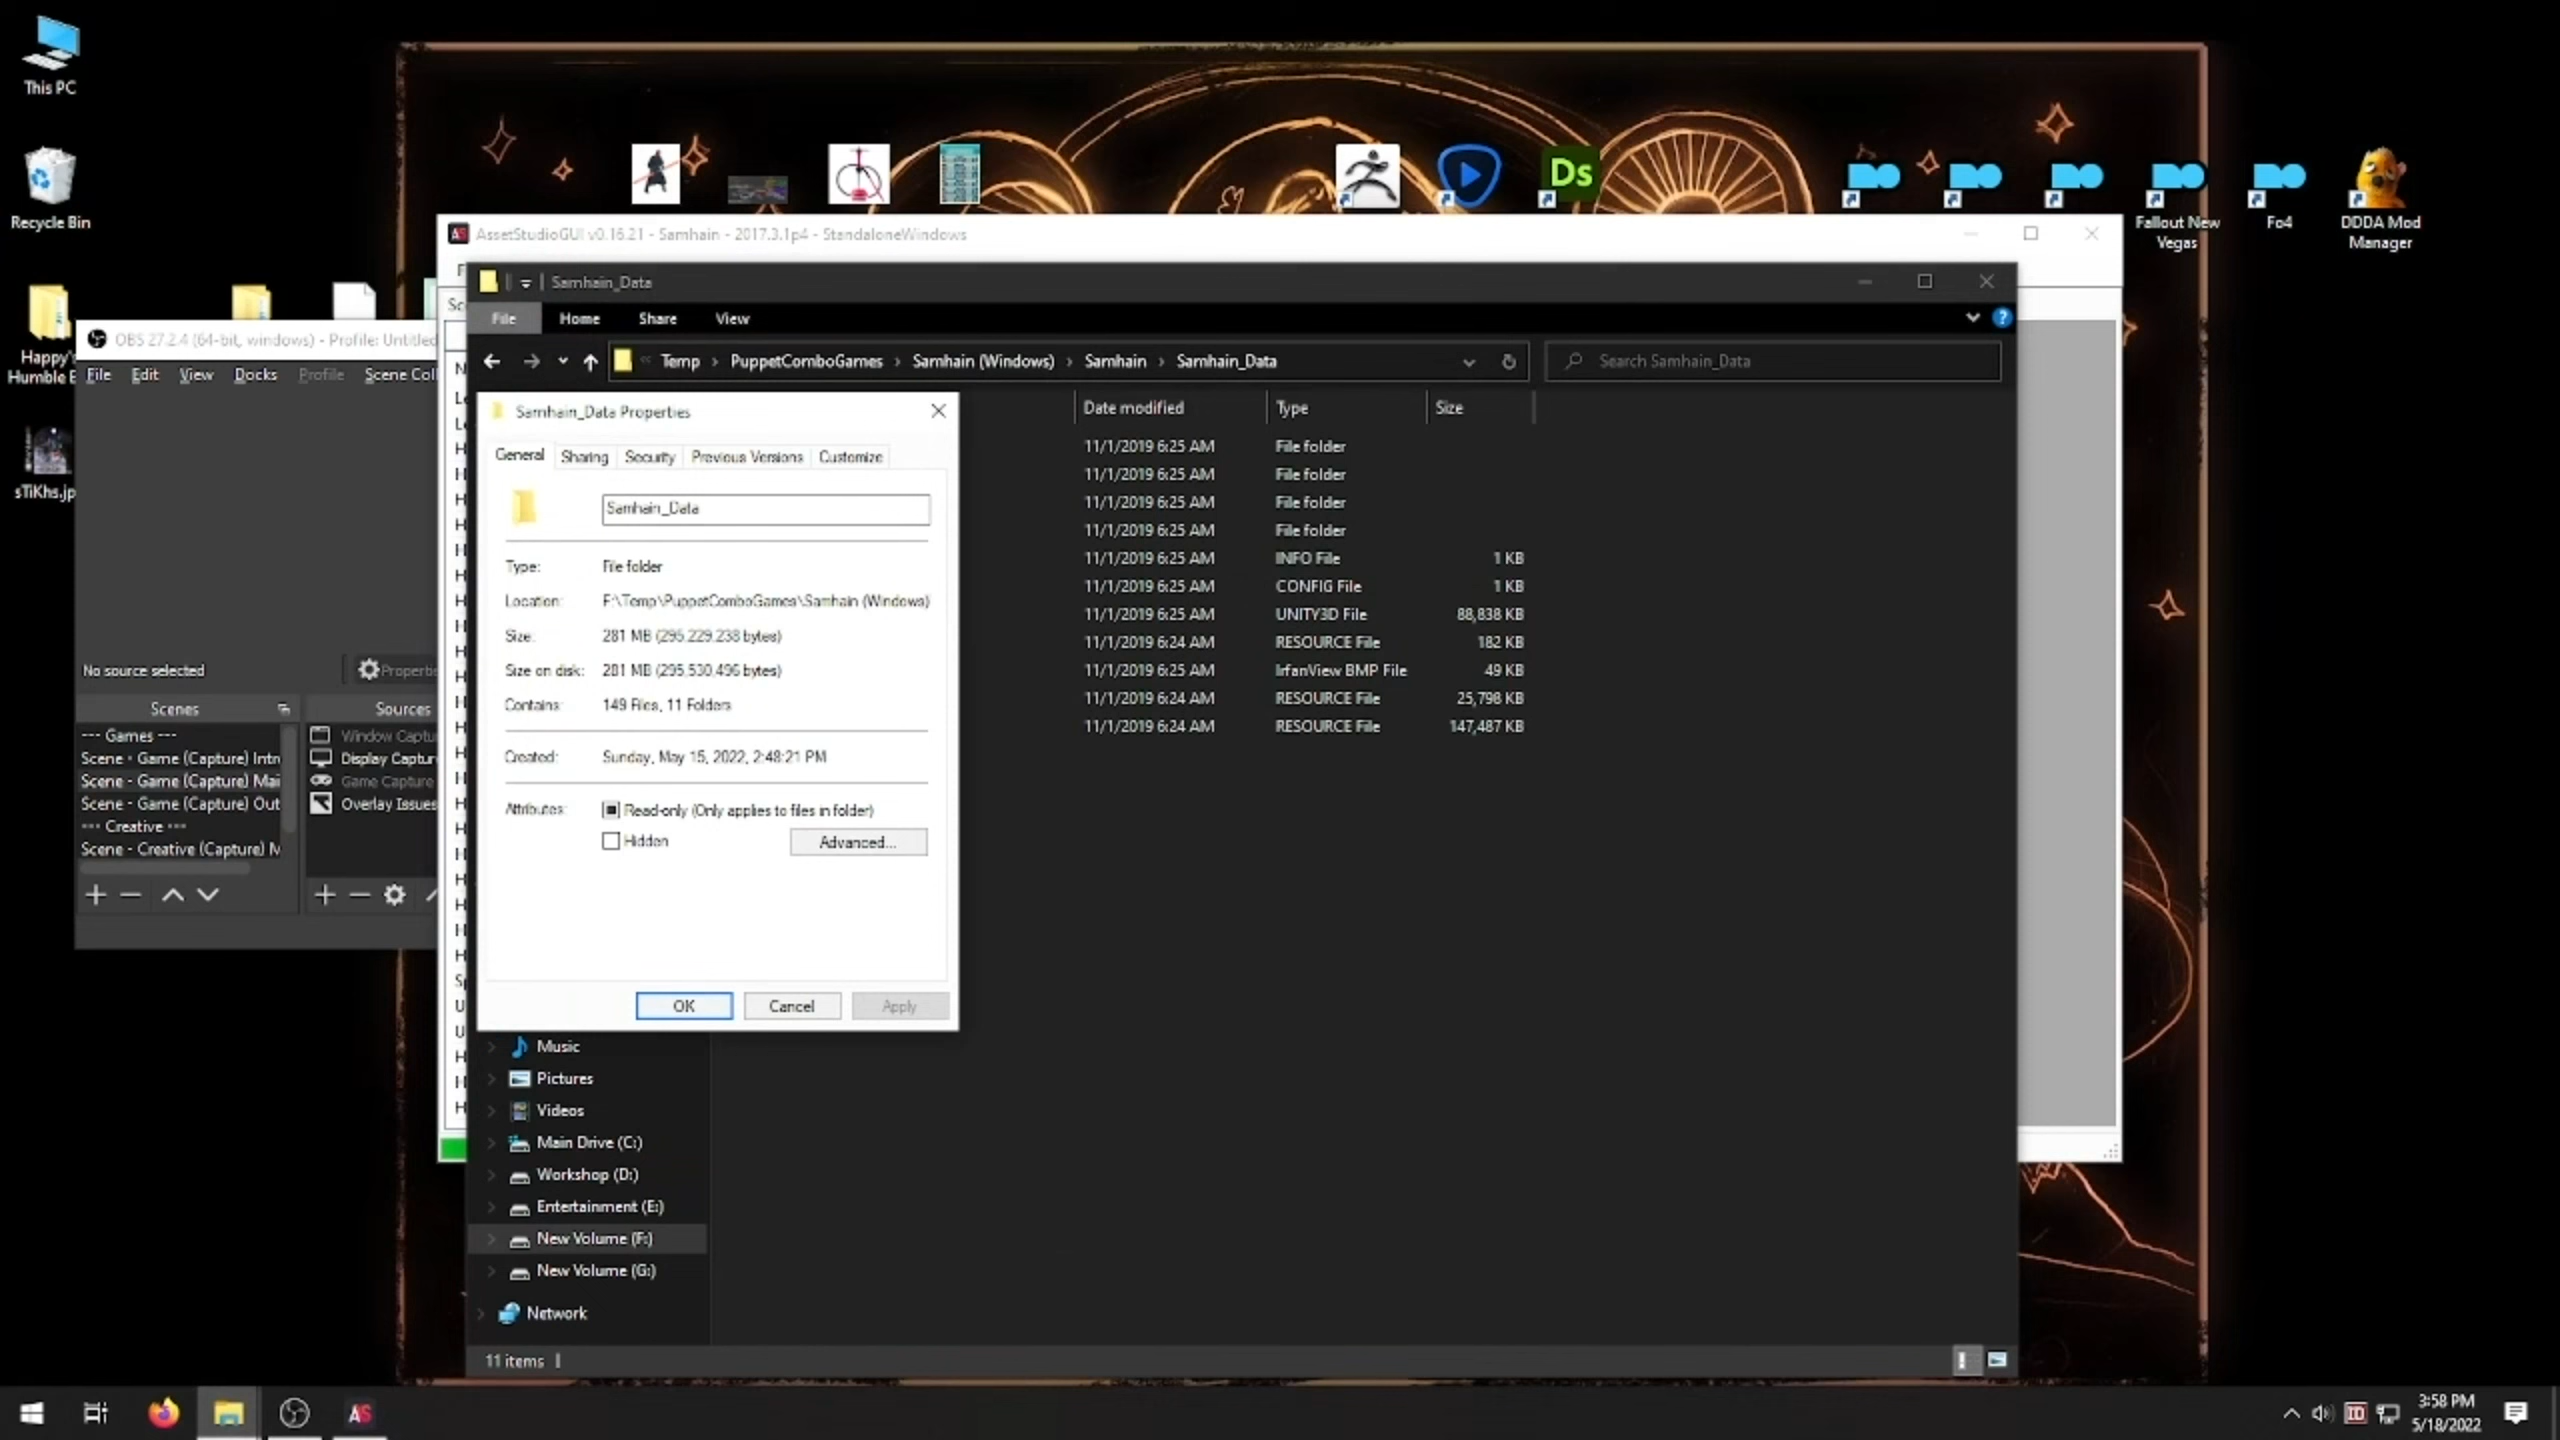 This PC
Recycle Bin
Happy's
Humble E
sTiKhs.jp
Ds
Fallout New
Vegas
Fo4
DDDA Mod
Manager
AssetStudioGUI v0.16.21 - Samhain - 2017.3.1p4 - StandaloneWindows
Samhain_Data
File Home Share View
Temp › PuppetComboGames › Samhain (Windows) › Samhain › Samhain_Data
Search Samhain_Data
OBS 27.2.4 (64-bit, windows) - Profile: Untitled
File Edit View Docks Profile Scene Coll
No source selected
Properti
Scenes
Sources
--- Games ---
Scene - Game (Capture) Intr
Scene - Game (Capture) Mai
Scene - Game (Capture) Out
--- Creative ---
Scene - Creative (Capture) M
Window Captu
Display Captur
Game Capture
Overlay Issues
Samhain_Data Properties
General Sharing Security Previous Versions Customize
Samhain_Data
Type: File folder
Location: F:\Temp\PuppetComboGames\Samhain (Windows)
Size: 281 MB (295,229,238 bytes)
Size on disk: 281 MB (295,530,496 bytes)
Contains: 149 Files, 11 Folders
Created: Sunday, May 15, 2022, 2:48:21 PM
Attributes: Read-only (Only applies to files in folder)
Hidden
Advanced...
OK Cancel Apply
Date modified Type Size
11/1/2019 6:25 AM File folder
11/1/2019 6:25 AM File folder
11/1/2019 6:25 AM File folder
11/1/2019 6:25 AM File folder
11/1/2019 6:25 AM INFO File 1 KB
11/1/2019 6:25 AM CONFIG File 1 KB
11/1/2019 6:25 AM UNITY3D File 88,838 KB
11/1/2019 6:24 AM RESOURCE File 182 KB
11/1/2019 6:25 AM IrfanView BMP File 49 KB
11/1/2019 6:24 AM RESOURCE File 25,798 KB
11/1/2019 6:24 AM RESOURCE File 147,487 KB
Music
Pictures
Videos
Main Drive (C:)
Workshop (D:)
Entertainment (E:)
New Volume (F:)
New Volume (G:)
Network
11 items
AS
3:58 PM
5/18/2022